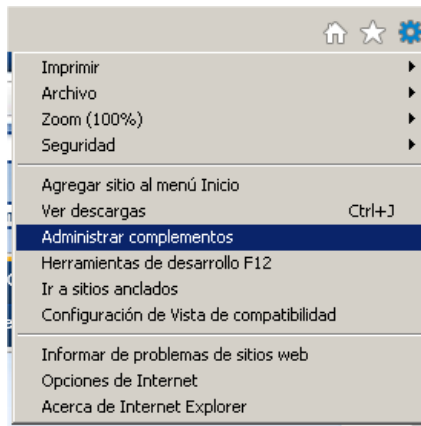 Imprimir
Archivo
Zoom (100%)
Seguridad
Agregar sitio al menú Inicio
Ver descargas Ctrl+J
Administrar complementos
Herramientas de desarrollo F12
Ir a sitios anclados
Configuración de Vista de compatibilidad
Informar de problemas de sitios web
Opciones de Internet
Acerca de Internet Explorer